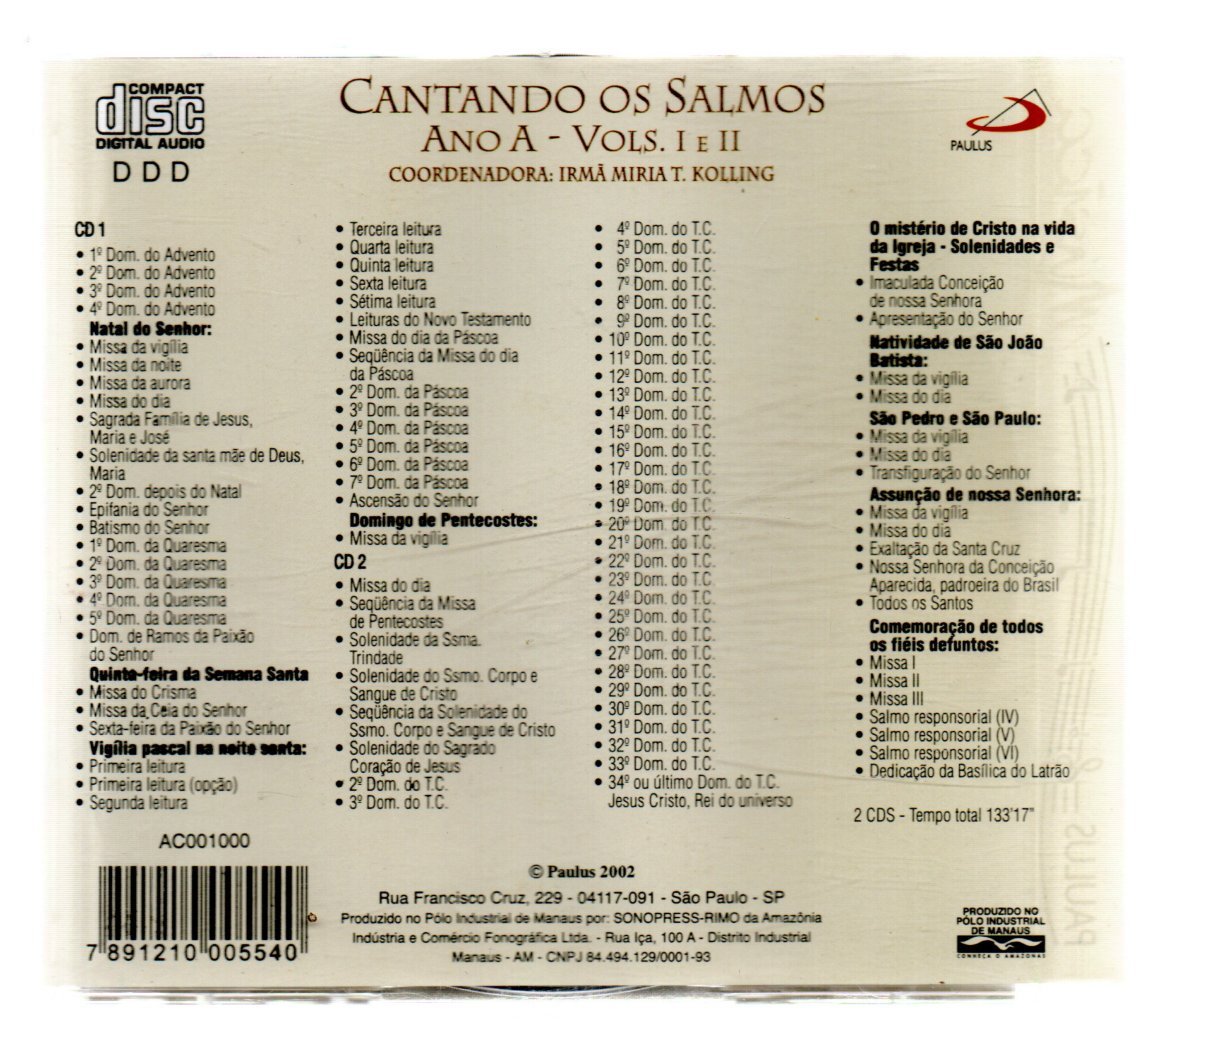 COMPACT
disc
DIGITAL AUDIO
D D D
CANTANDO OS SALMOS
ANO A - VOLS. I E II
COORDENADORA: IRMÃ MIRIA T. KOLLING
PAULUS
CD 1
• 1º Dom. do Advento
• 2º Dom. do Advento
• 3º Dom. do Advento
• 4º Dom. do Advento
Natal do Senhor:
• Missa da vigília
• Missa da noite
• Missa da aurora
• Missa do dia
• Sagrada Família de Jesus,
Maria e José
• Solenidade da santa mãe de Deus,
Maria
• 2º Dom. depois do Natal
• Epifania do Senhor
• Batismo do Senhor
• 1º Dom. da Quaresma
• 2º Dom. da Quaresma
• 3º Dom. da Quaresma
• 4º Dom. da Quaresma
• 5º Dom. da Quaresma
• Dom. de Ramos da Paixão
do Senhor
Quinta-feira da Semana Santa
• Missa do Crisma
• Missa da Ceia do Senhor
• Sexta-feira da Paixão do Senhor
Vigília pascal na noite santa:
• Primeira leitura
• Primeira leitura (opção)
• Segunda leitura
• Terceira leitura
• Quarta leitura
• Quinta leitura
• Sexta leitura
• Sétima leitura
• Leituras do Novo Testamento
• Missa do dia da Páscoa
• Seqüência da Missa do dia
da Páscoa
• 2º Dom. da Páscoa
• 3º Dom. da Páscoa
• 4º Dom. da Páscoa
• 5º Dom. da Páscoa
• 6º Dom. da Páscoa
• 7º Dom. da Páscoa
• Ascensão do Senhor
Domingo de Pentecostes:
• Missa da vigília
CD 2
• Missa do dia
• Seqüência da Missa
de Pentecostes
• Solenidade da Ssma.
Trindade
• Solenidade do Ssmo. Corpo e
Sangue de Cristo
• Seqüência da Solenidade do
Ssmo. Corpo e Sangue de Cristo
• Solenidade do Sagrado
Coração de Jesus
• 2º Dom. do T.C.
• 3º Dom. do T.C.
• 4º Dom. do T.C.
• 5º Dom. do T.C.
• 6º Dom. do T.C.
• 7º Dom. do T.C.
• 8º Dom. do T.C.
• 9º Dom. do T.C.
• 10º Dom. do T.C.
• 11º Dom. do T.C.
• 12º Dom. do T.C.
• 13º Dom. do T.C.
• 14º Dom. do T.C.
• 15º Dom. do T.C.
• 16º Dom. do T.C.
• 17º Dom. do T.C.
• 18º Dom. do T.C.
• 19º Dom. do T.C.
• 20º Dom. do T.C.
• 21º Dom. do T.C.
• 22º Dom. do T.C.
• 23º Dom. do T.C.
• 24º Dom. do T.C.
• 25º Dom. do T.C.
• 26º Dom. do T.C.
• 27º Dom. do T.C.
• 28º Dom. do T.C.
• 29º Dom. do T.C.
• 30º Dom. do T.C.
• 31º Dom. do T.C.
• 32º Dom. do T.C.
• 33º Dom. do T.C.
• 34º ou último Dom. do T.C.
Jesus Cristo, Rei do universo
O mistério de Cristo na vida
da Igreja - Solenidades e
Festas
• Imaculada Conceição
de nossa Senhora
• Apresentação do Senhor
Natividade de São João
Batista:
• Missa da vigília
• Missa do dia
São Pedro e São Paulo:
• Missa da vigília
• Missa do dia
• Transfiguração do Senhor
Assunção de nossa Senhora:
• Missa da vigília
• Missa do dia
• Exaltação da Santa Cruz
• Nossa Senhora da Conceição
Aparecida, padroeira do Brasil
• Todos os Santos
Comemoração de todos
os fiéis defuntos:
• Missa I
• Missa II
• Missa III
• Salmo responsorial (IV)
• Salmo responsorial (V)
• Salmo responsorial (VI)
• Dedicação da Basílica do Latrão
2 CDS - Tempo total 133'17"
AC001000
7 891210 005540
© Paulus 2002
Rua Francisco Cruz, 229 - 04117-091 - São Paulo - SP
Produzido no Pólo Industrial de Manaus por: SONOPRESS-RIMO da Amazônia
Indústria e Comércio Fonográfica Ltda. - Rua Iça, 100 A - Distrito Industrial
Manaus - AM - CNPJ 84.494.129/0001-93
PRODUZIDO NO
PÓLO INDUSTRIAL
DE MANAUS
CONHEÇA O AMAZONAS